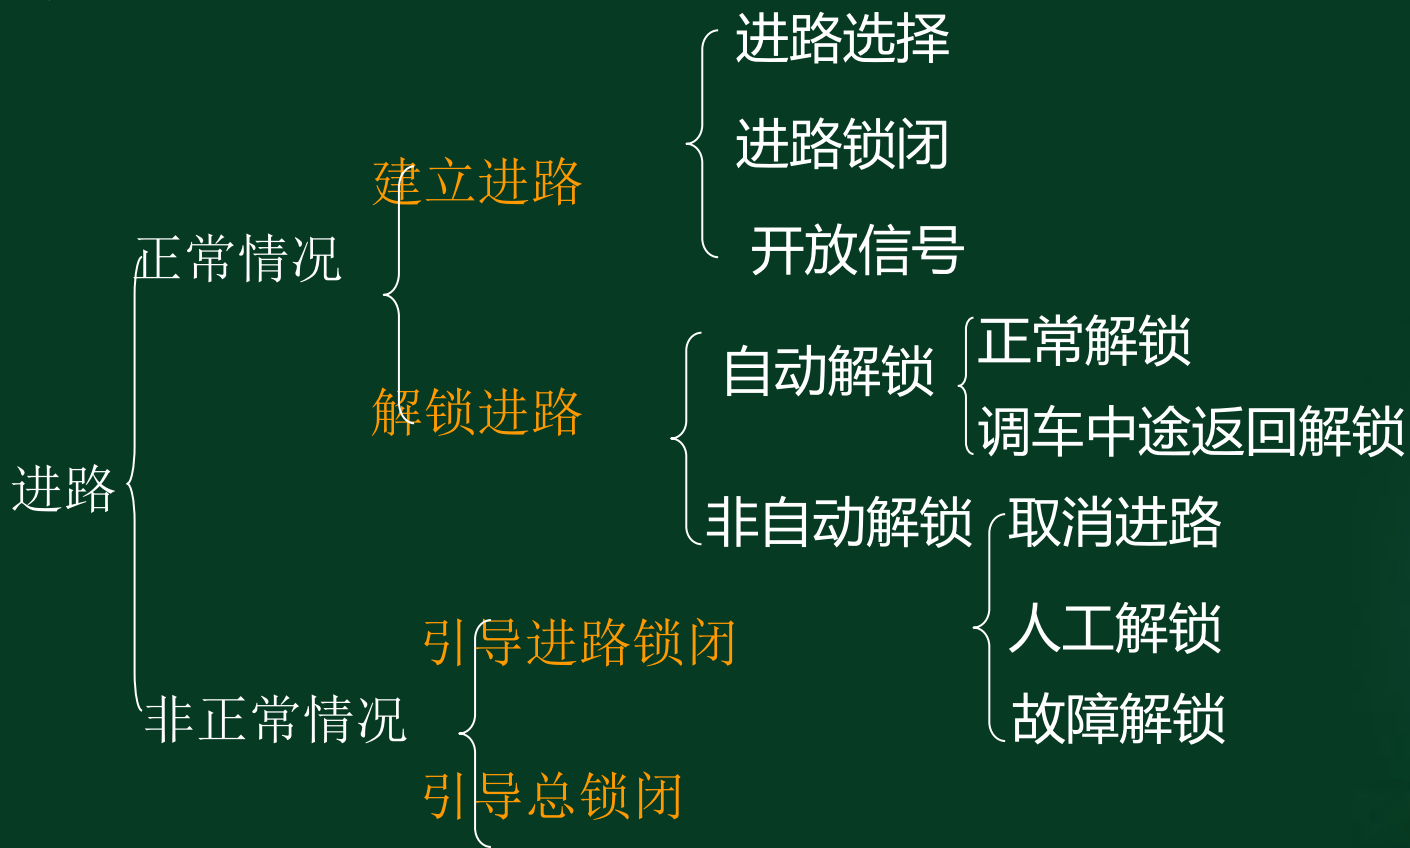 进路选择
进路锁闭
建立进路
开放信号
正常情况
正常解锁
自动解锁
调车中途返回解锁
解锁进路
进路
非自动解锁
取消进路
人工解锁
引导进路锁闭
故障解锁
非正常情况
引导总锁闭